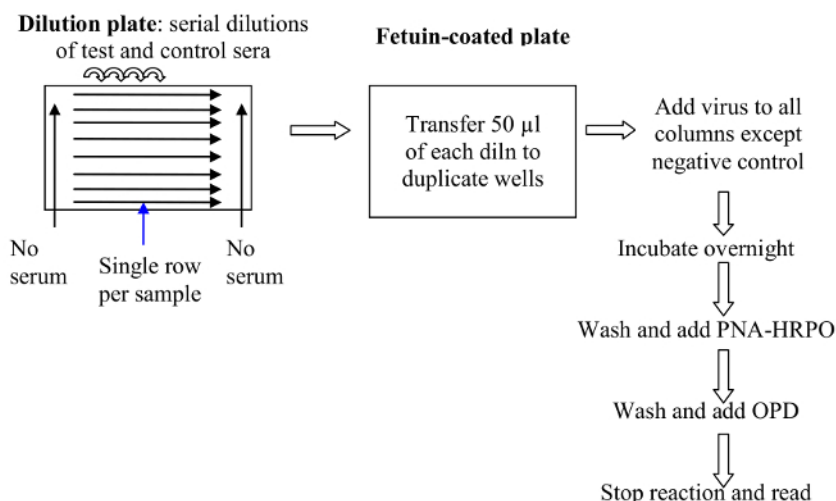 Dilution plate: serial dilutions
of test and control sera
Fetuin-coated plate
Transfer 50 µl
of each diln to
duplicate wells
Add virus to all
columns except
negative control
No
serum
Single row
per sample
No
serum
Incubate overnight
Wash and add PNA-HRPO
Wash and add OPD
Stop reaction and read